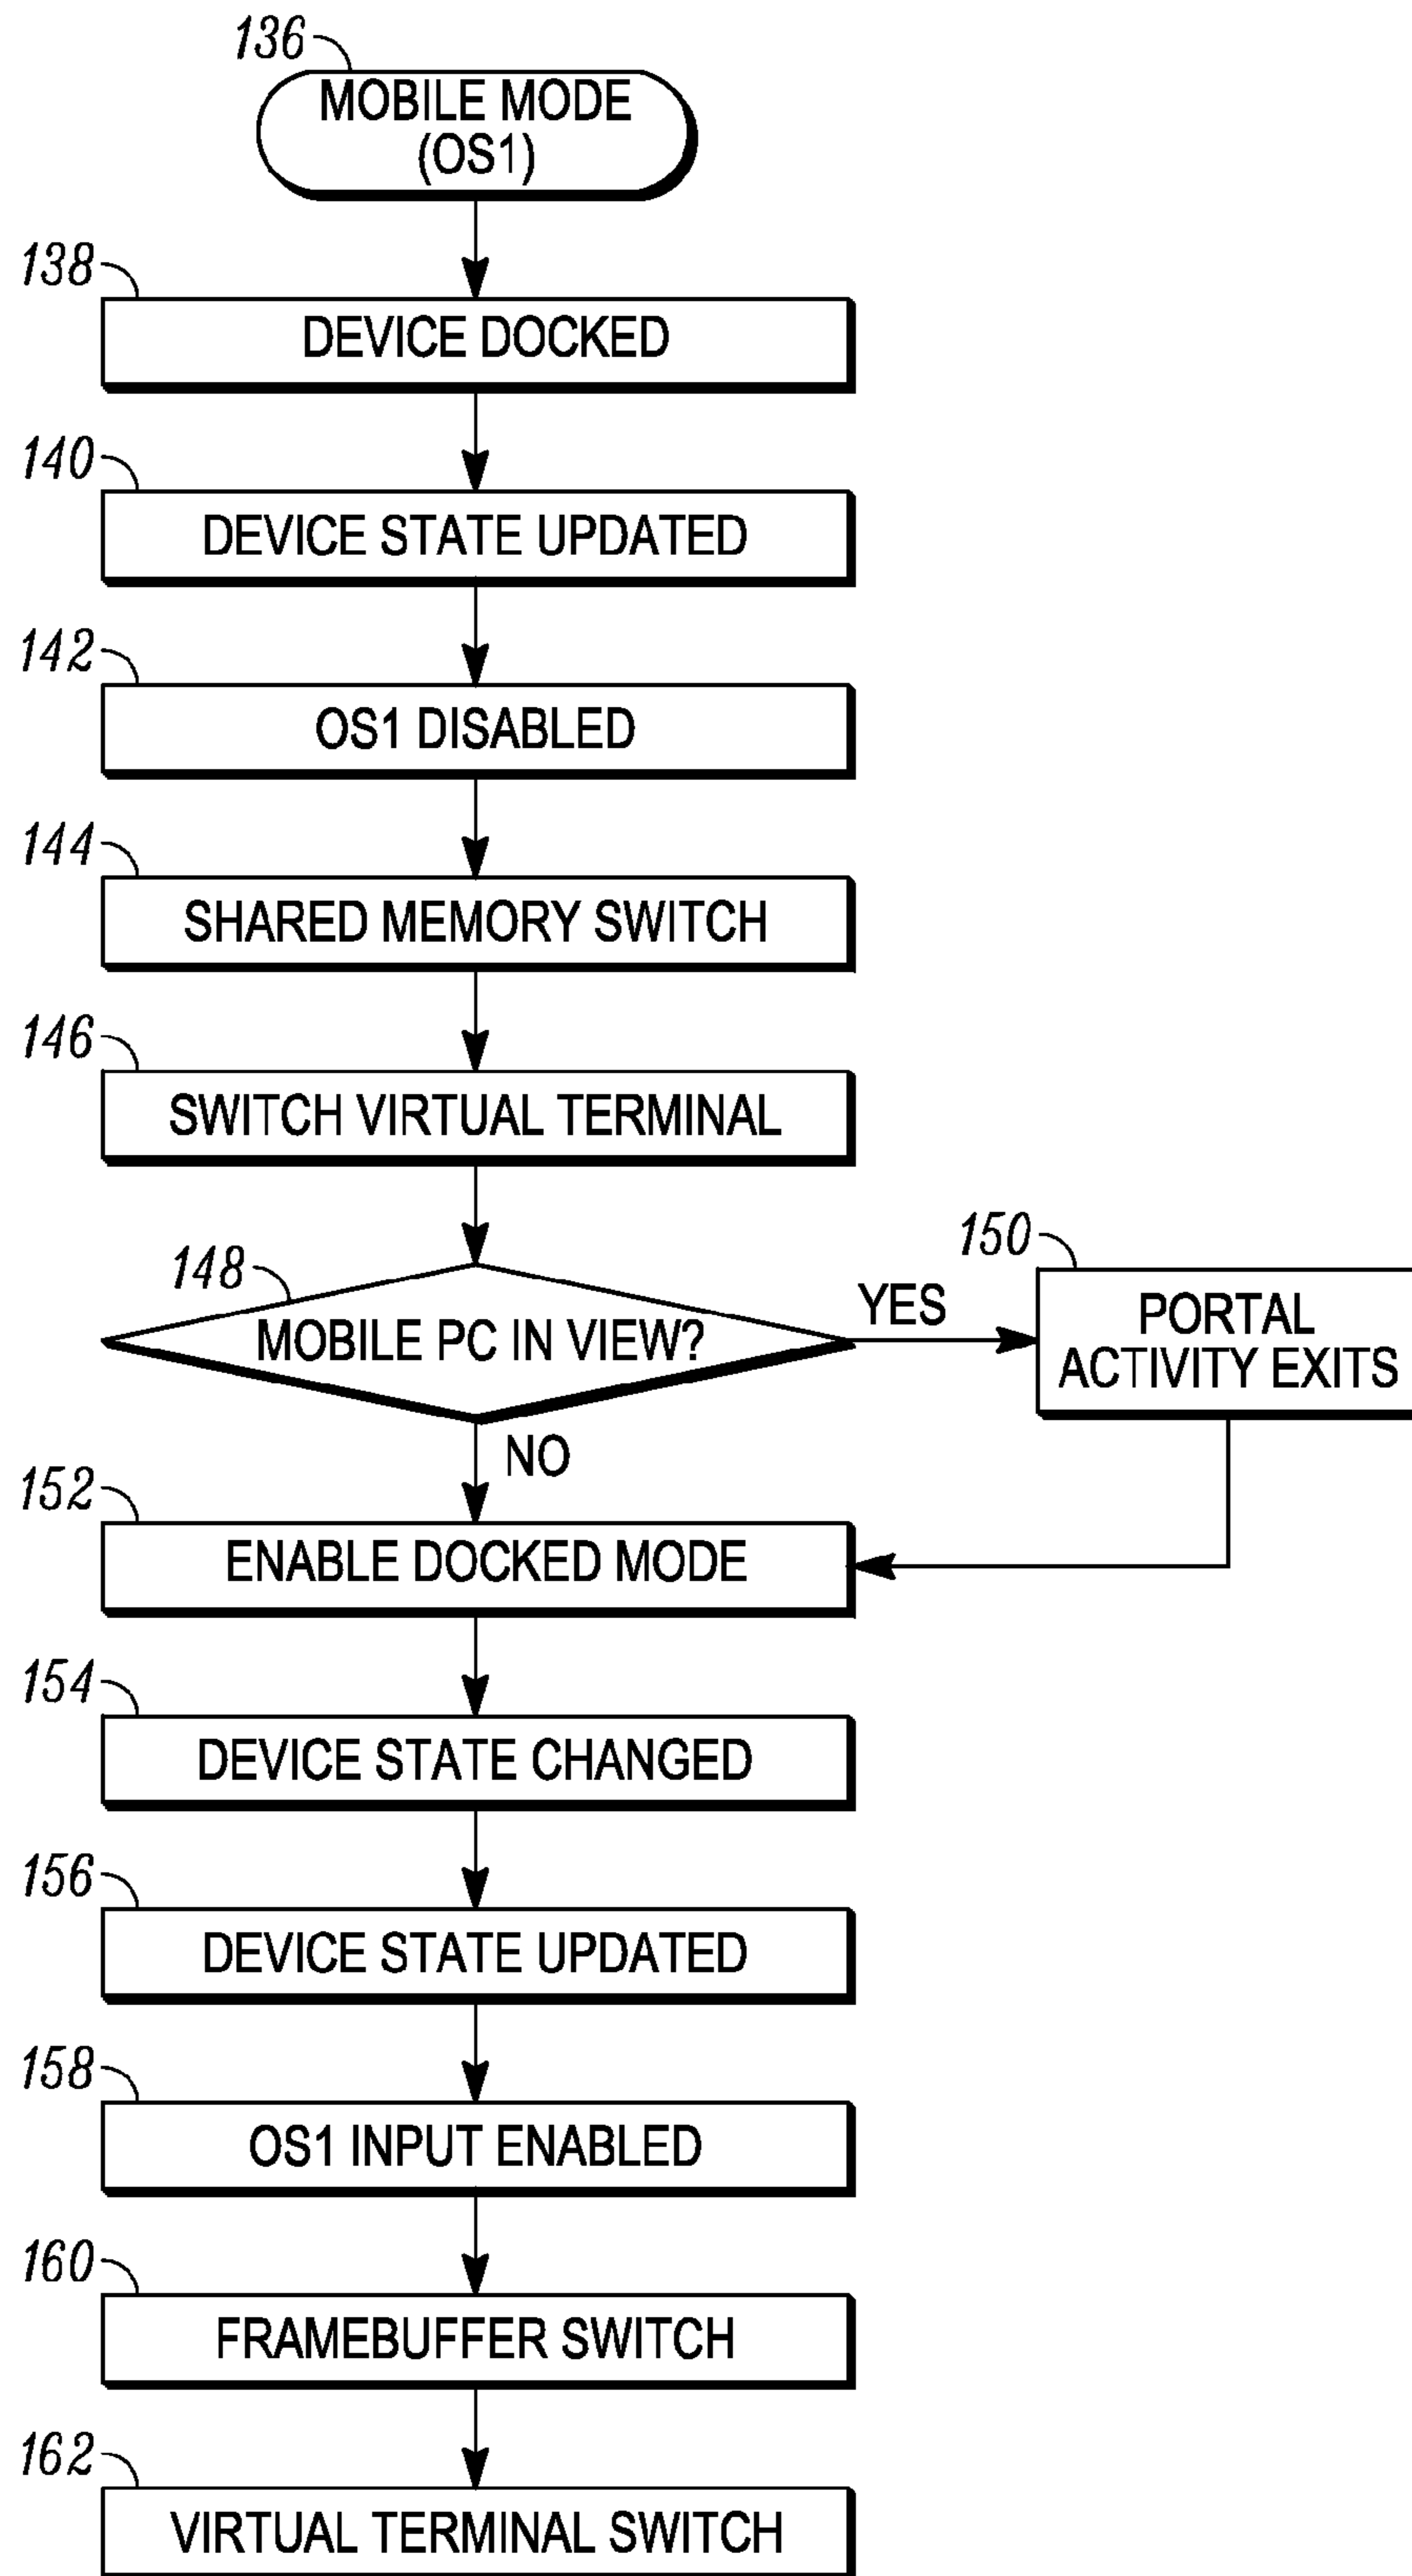 136
MOBILE MODE
(OS1)
138
DEVICE DOCKED
140
DEVICE STATE UPDATED
142
OS1 DISABLED
144
SHARED MEMORY SWITCH
146
SWITCH VIRTUAL TERMINAL
148
MOBILE PC IN VIEW?
YES
150
PORTAL
ACTIVITY EXITS
NO
152
ENABLE DOCKED MODE
154
DEVICE STATE CHANGED
156
DEVICE STATE UPDATED
158
OS1 INPUT ENABLED
160
FRAMEBUFFER SWITCH
162
VIRTUAL TERMINAL SWITCH